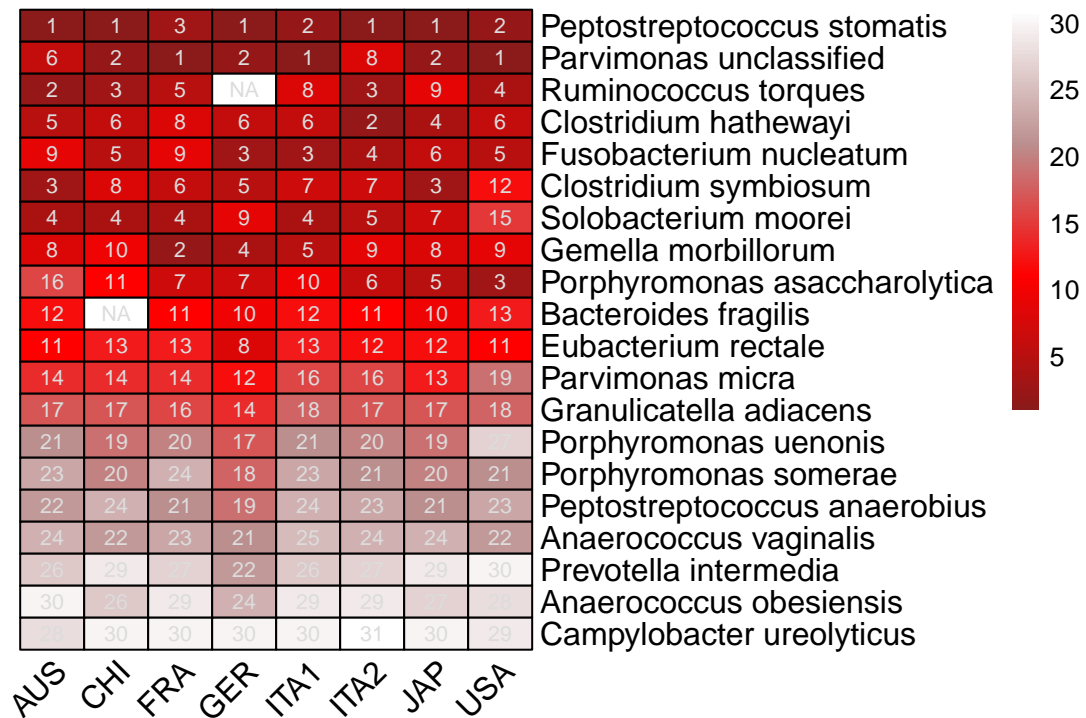 1 1 3 1 2 1 1 2 Peptostreptococcus stomatis
6 2 1 2 1 8 2 1 Parvimonas unclassified
2 3 5 NA 8 3 9 4 Ruminococcus torques
5 6 8 6 6 2 4 6 Clostridium hathewayi
9 5 9 3 3 4 6 5 Fusobacterium nucleatum
3 8 6 5 7 7 3 12 Clostridium symbiosum
4 4 4 9 4 5 7 15 Solobacterium moorei
8 10 2 4 5 9 8 9 Gemella morbillorum
16 11 7 7 10 6 5 3 Porphyromonas asaccharolytica
12 NA 11 10 12 11 10 13 Bacteroides fragilis
11 13 13 8 13 12 12 11 Eubacterium rectale
14 14 14 12 16 16 13 19 Parvimonas micra
17 17 16 14 18 17 17 18 Granulicatella adiacens
21 19 20 17 21 20 19 27 Porphyromonas uenonis
23 20 24 18 23 21 20 21 Porphyromonas somerae
22 24 21 19 24 23 21 23 Peptostreptococcus anaerobius
24 22 23 21 25 24 24 22 Anaerococcus vaginalis
26 29 27 22 26 27 29 30 Prevotella intermedia
30 26 29 24 29 29 27 28 Anaerococcus obesiensis
28 30 30 30 30 31 30 29 Campylobacter ureolyticus
AUS CHI FRA GER ITA1 ITA2 JAP USA
30
25
20
15
10
5